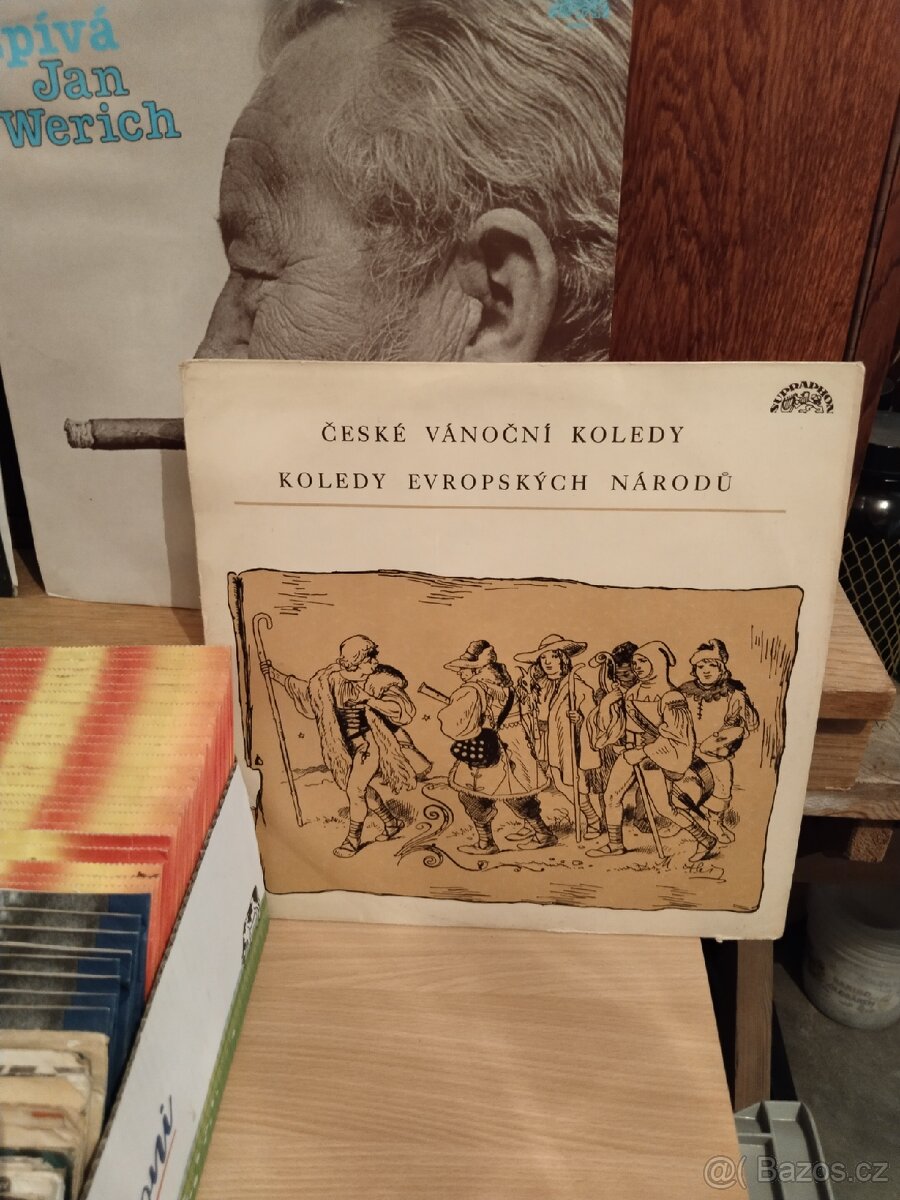 zpívá
Jan
Werich
SUPRAPHON
ČESKÉ VÁNOČNÍ KOLEDY
KOLEDY EVROPSKÝCH NÁRODŮ
@( Bazos.cz